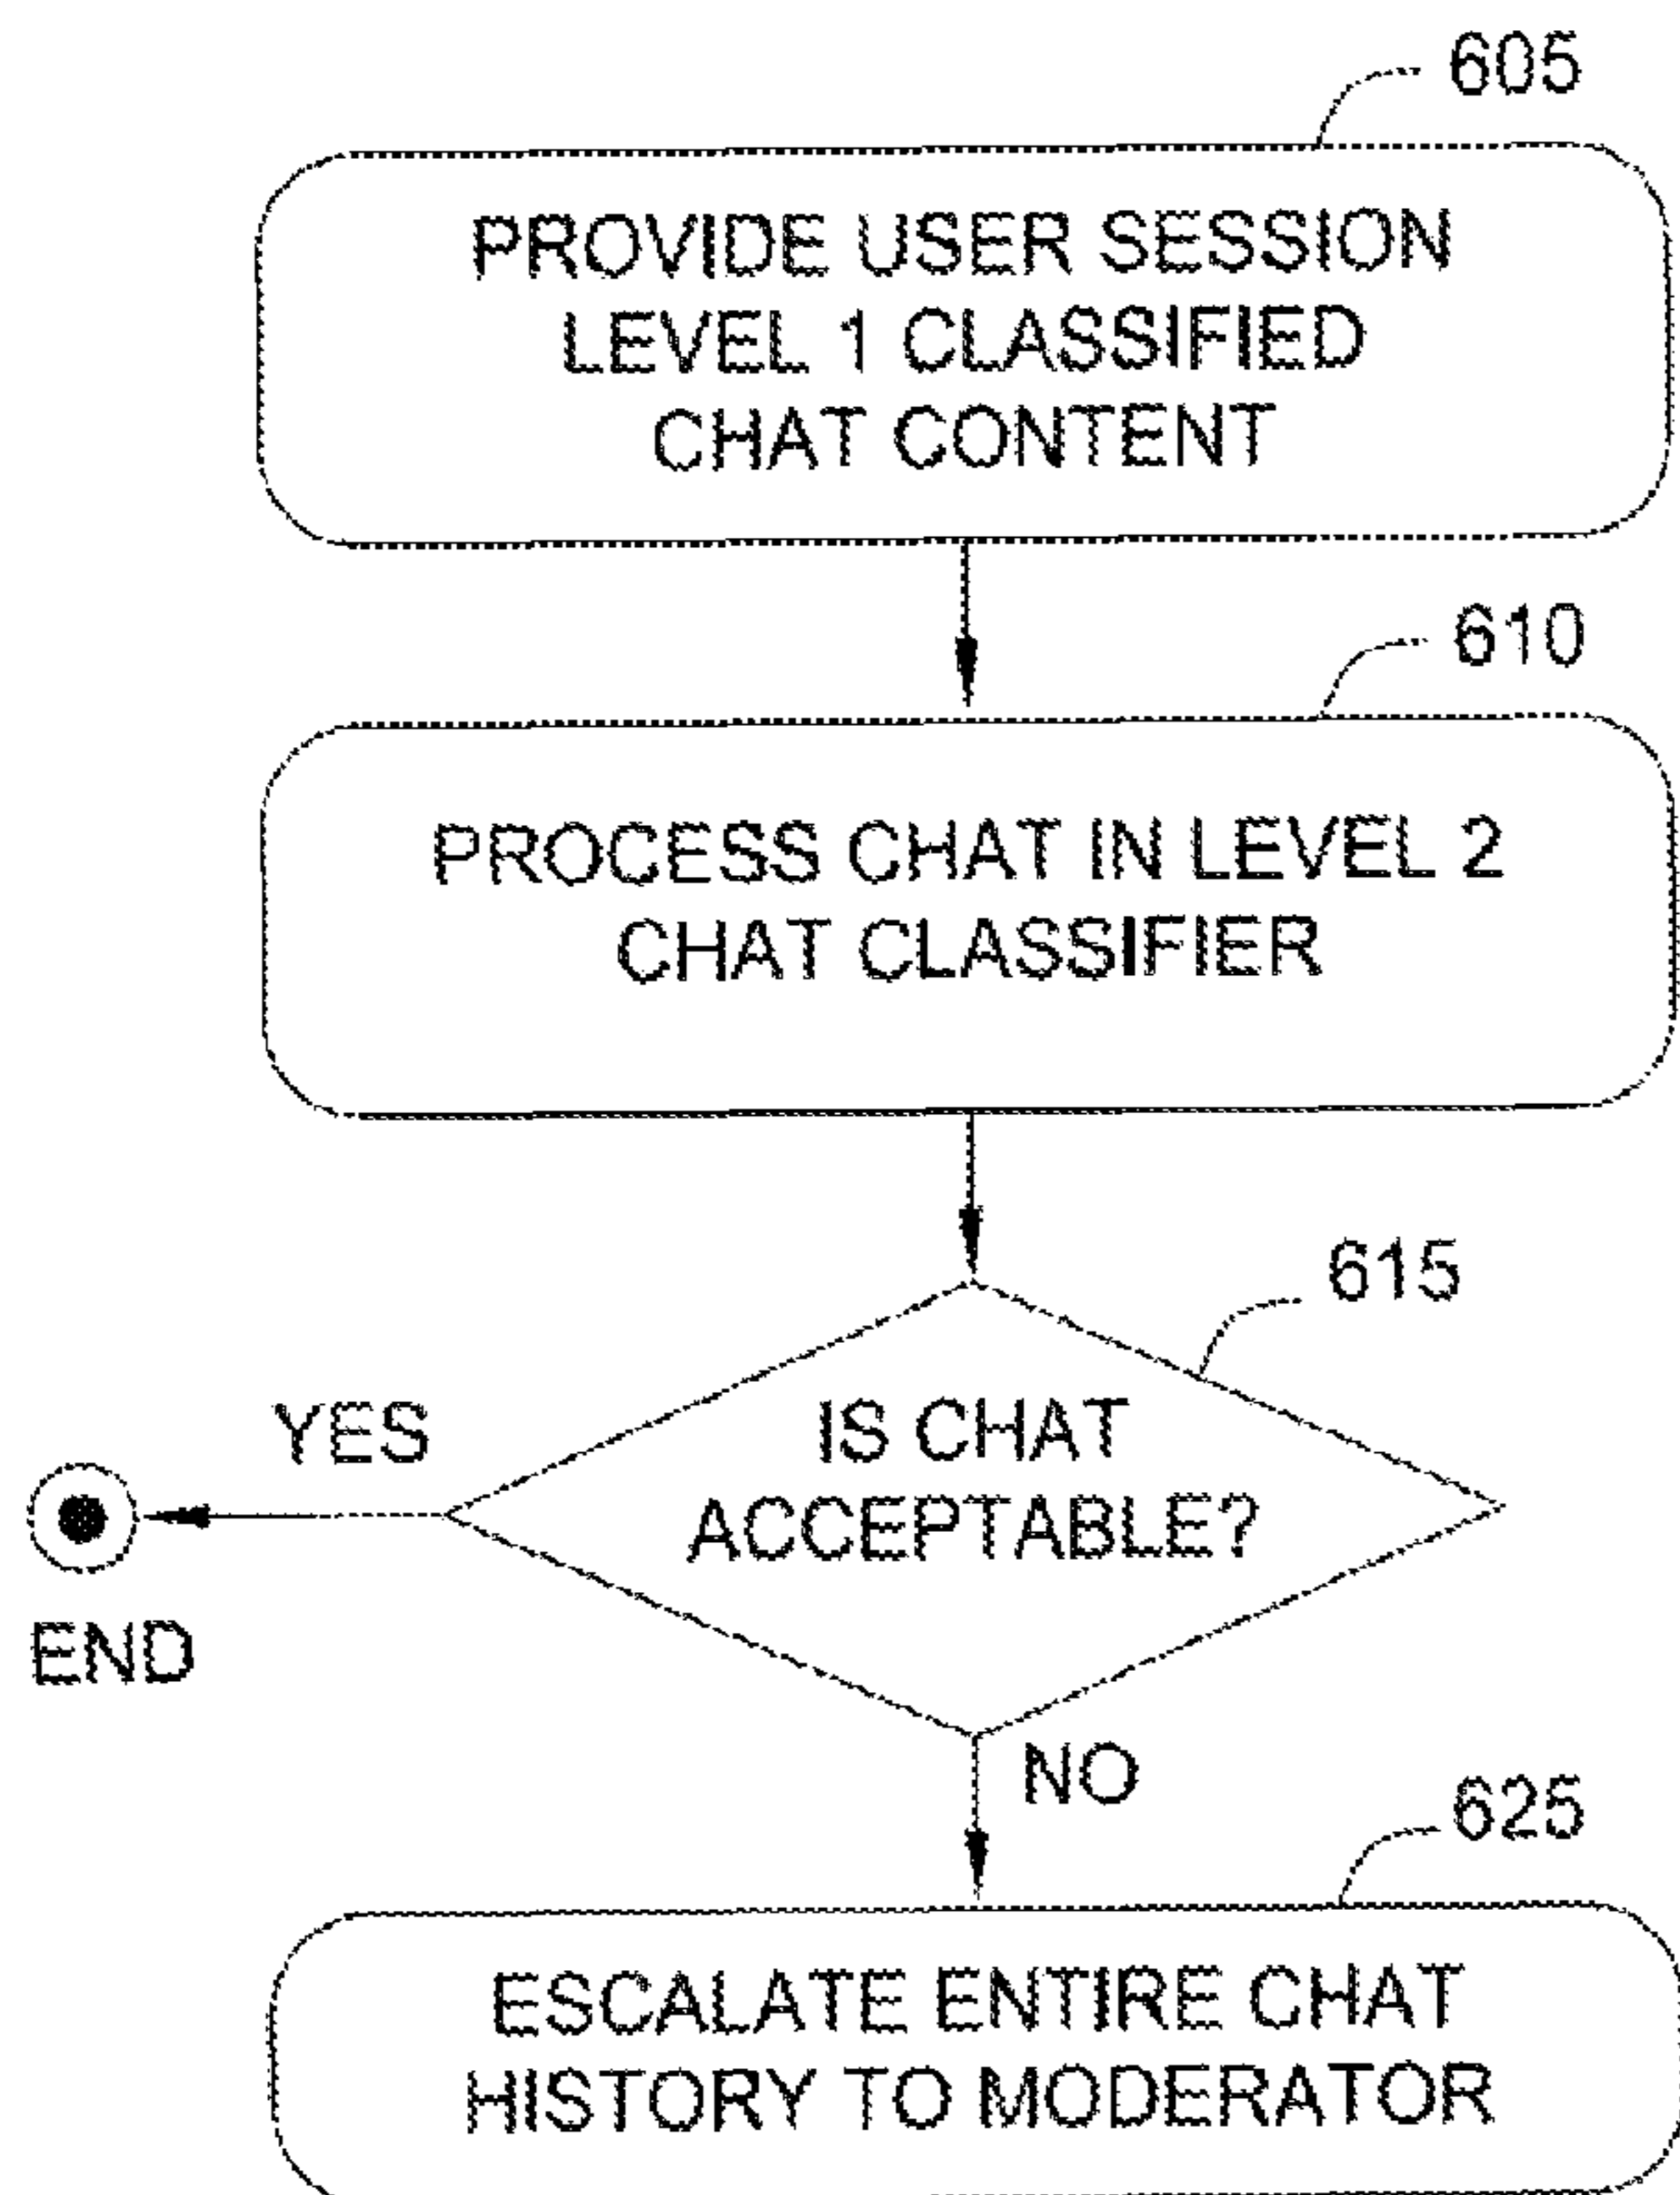 605
PROVIDE USER SESSION
LEVEL 1 CLASSIFIED
CHAT CONTENT
610
PROCESS CHAT IN LEVEL 2
CHAT CLASSIFIER
615
IS CHAT
ACCEPTABLE?
YES
END
NO
625
ESCALATE ENTIRE CHAT
HISTORY TO MODERATOR